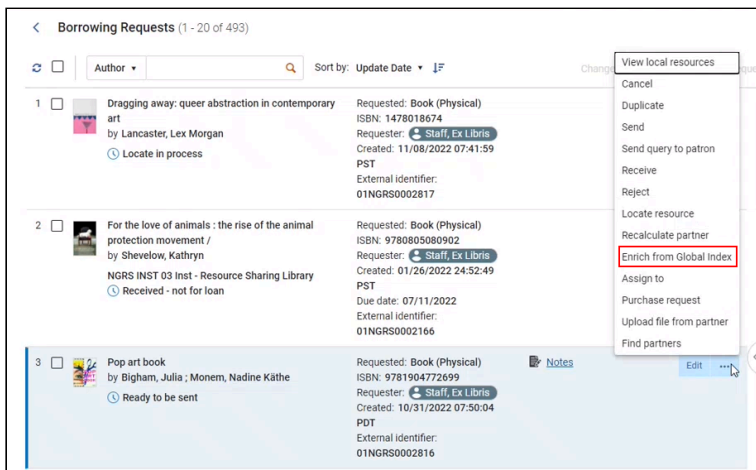 Borrowing Requests (1 - 20 of 493)
Author
Sort by: Update Date
1
Dragging away: queer abstraction in contemporary
art
by Lancaster, Lex Morgan
Locate in process
Requested: Book (Physical)
ISBN: 1478018674
Requester: Staff, Ex Libris
Created: 11/08/2022 07:41:59
PST
External identifier:
01NGRS0002817
2
For the love of animals : the rise of the animal
protection movement /
by Shevelow, Kathryn
NGRS INST 03 Inst - Resource Sharing Library
Received - not for loan
Requested: Book (Physical)
ISBN: 9780805080902
Requester: Staff, Ex Libris
Created: 01/26/2022 24:52:49
PST
Due date: 07/11/2022
External identifier:
01NGRS0002166
3
Pop art book
by Bigham, Julia ; Monem, Nadine Käthe
Ready to be sent
Requested: Book (Physical)
ISBN: 9781904772699
Requester: Staff, Ex Libris
Created: 10/31/2022 07:50:04
PDT
External identifier:
01NGRS0002816
Notes
Edit
View local resources
Cancel
Duplicate
Send
Send query to patron
Receive
Reject
Locate resource
Recalculate partner
Enrich from Global Index
Assign to
Purchase request
Upload file from partner
Find partners